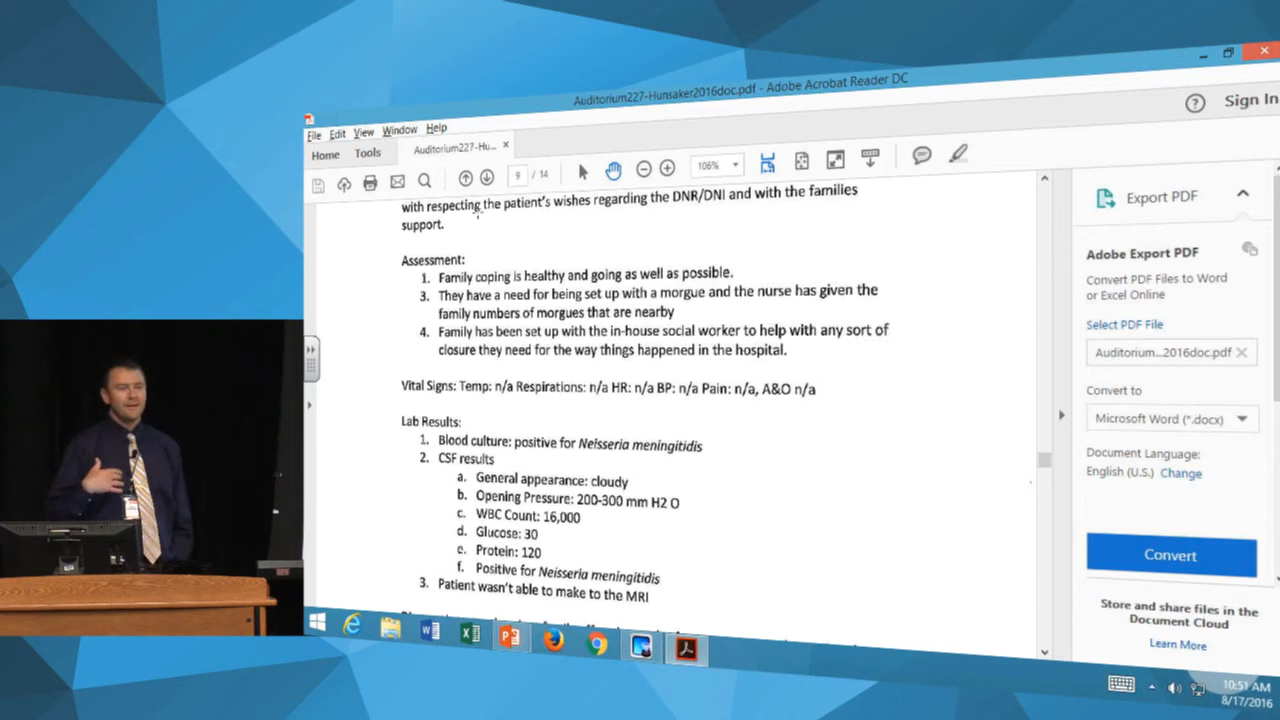 Auditorium227-Hunsaker2016doc.pdf - Adobe Acrobat Reader DC
File Edit View Window Help
Home Tools Auditorium227-Hu... ×
? Sign In
9 / 14 106%
with respecting the patient's wishes regarding the DNR/DNI and with the families
support.
Assessment:
1. Family coping is healthy and going as well as possible.
3. They have a need for being set up with a morgue and the nurse has given the
family numbers of morgues that are nearby
4. Family has been set up with the in-house social worker to help with any sort of
closure they need for the way things happened in the hospital.
Vital Signs: Temp: n/a Respirations: n/a HR: n/a BP: n/a Pain: n/a, A&O n/a
Lab Results:
1. Blood culture: positive for Neisseria meningitidis
2. CSF results
a. General appearance: cloudy
b. Opening Pressure: 200-300 mm H2 O
c. WBC Count: 16,000
d. Glucose: 30
e. Protein: 120
f. Positive for Neisseria meningitidis
3. Patient wasn't able to make to the MRI
Export PDF
Adobe Export PDF
Convert PDF Files to Word
or Excel Online
Select PDF File
Auditorium...2016doc.pdf ×
Convert to
Microsoft Word (*.docx)
Document Language:
English (U.S.) Change
Convert
Store and share files in the
Document Cloud
Learn More
10:51 AM
8/17/2016